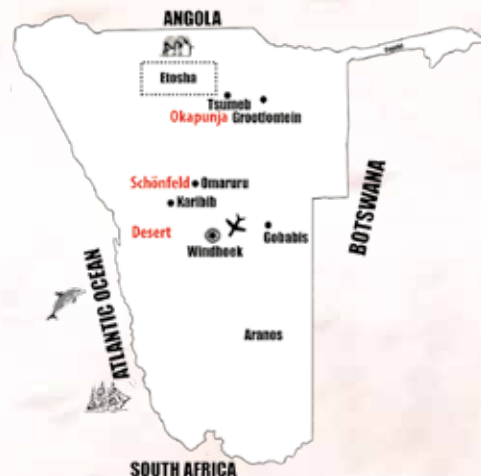 ANGOLA
Etosha
Tsumeb
Okapunja Grootfontein
Schönfeld Omaruru
Karibib
Desert
Windhoek
Gobabis
BOTSWANA
ATLANTIC OCEAN
Aranos
SOUTH AFRICA